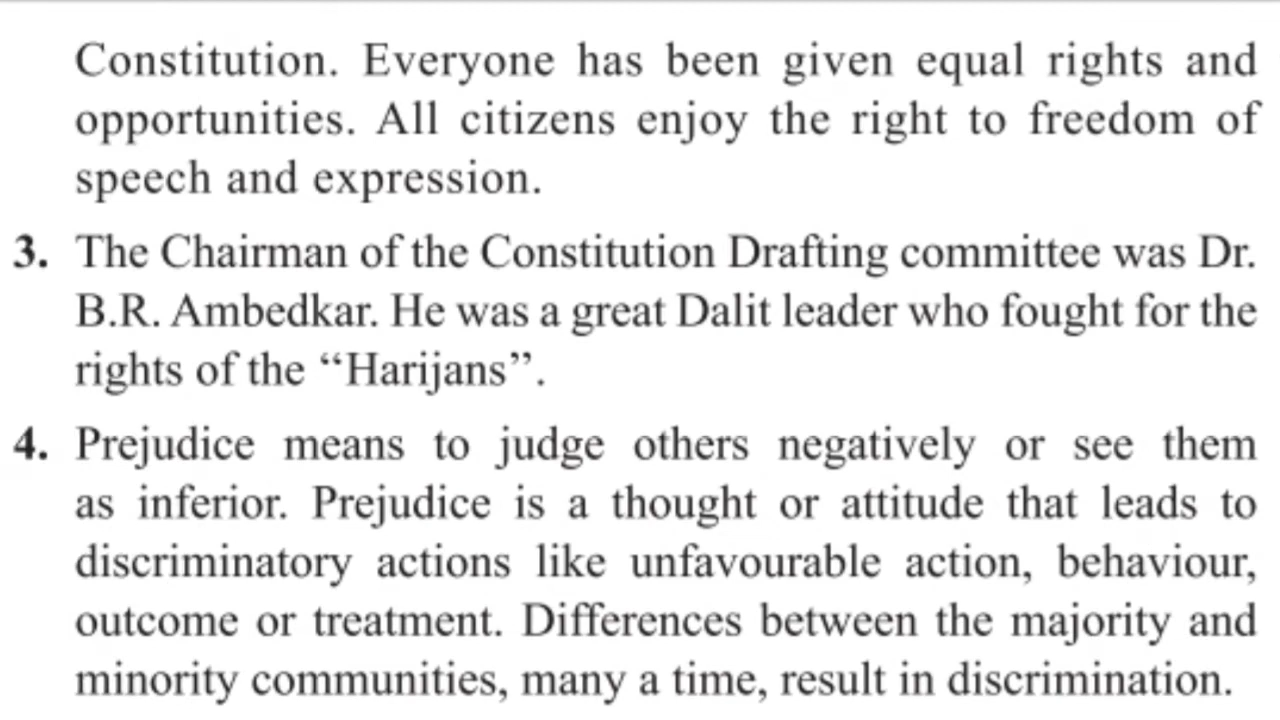 Constitution. Everyone has been given equal rights and
opportunities. All citizens enjoy the right to freedom of
speech and expression.
3. The Chairman of the Constitution Drafting committee was Dr.
B.R. Ambedkar. He was a great Dalit leader who fought for the
rights of the “Harijans”.
4. Prejudice means to judge others negatively or see them
as inferior. Prejudice is a thought or attitude that leads to
discriminatory actions like unfavourable action, behaviour,
outcome or treatment. Differences between the majority and
minority communities, many a time, result in discrimination.